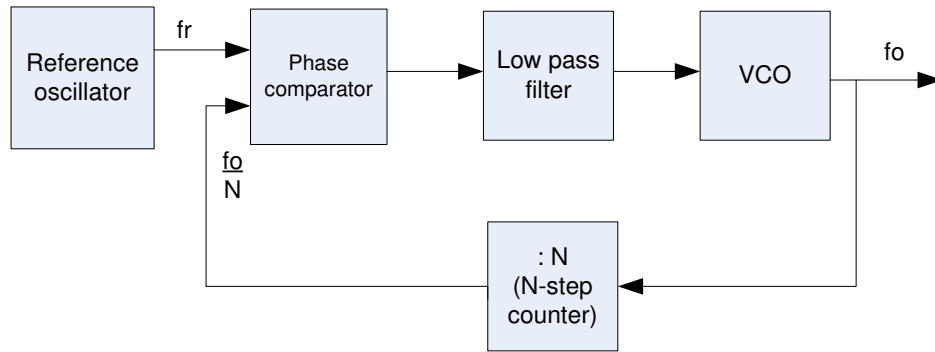 Reference
oscillator
fr
Phase
comparator
Low pass
filter
VCO
fo
fo
N
: N
(N-step
counter)